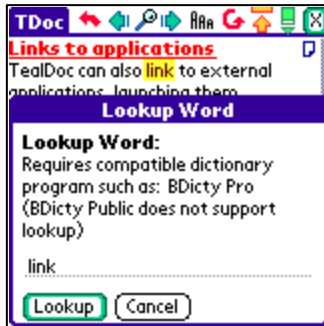 TDoc AAA
Links to applications
TealDoc can also link to external
applications, launching them
Lookup Word
Lookup Word:
Requires compatible dictionary
program such as: BDicty Pro
(BDicty Public does not support
lookup)
link
Lookup Cancel